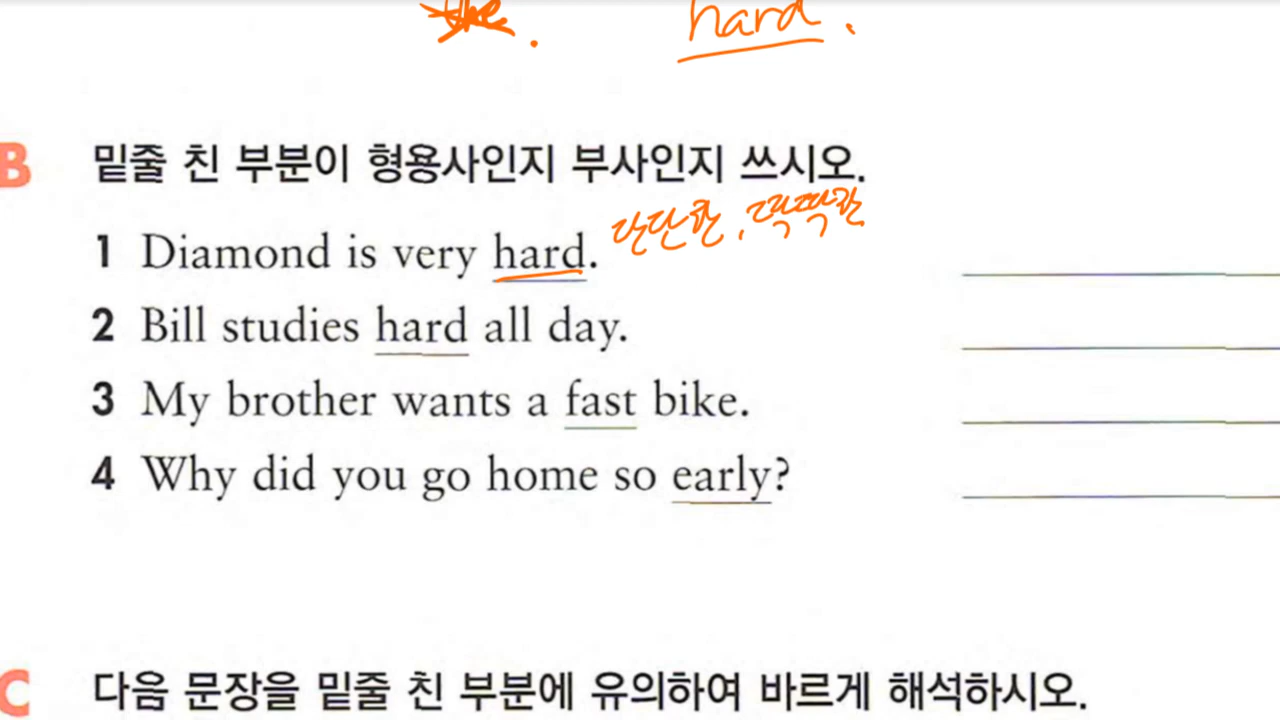 the. hard.
B 밑줄 친 부분이 형용사인지 부사인지 쓰시오.
1 Diamond is very hard. 단단한, 딱딱한
2 Bill studies hard all day.
3 My brother wants a fast bike.
4 Why did you go home so early?
C 다음 문장을 밑줄 친 부분에 유의하여 바르게 해석하시오.